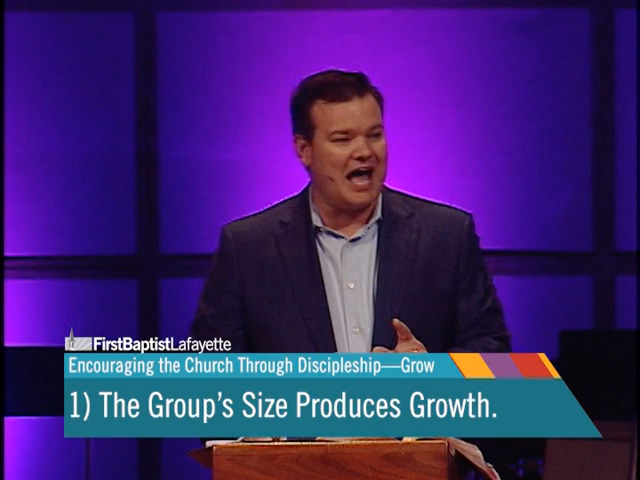 FirstBaptistLafayette
Encouraging the Church Through Discipleship—Grow
1) The Group's Size Produces Growth.